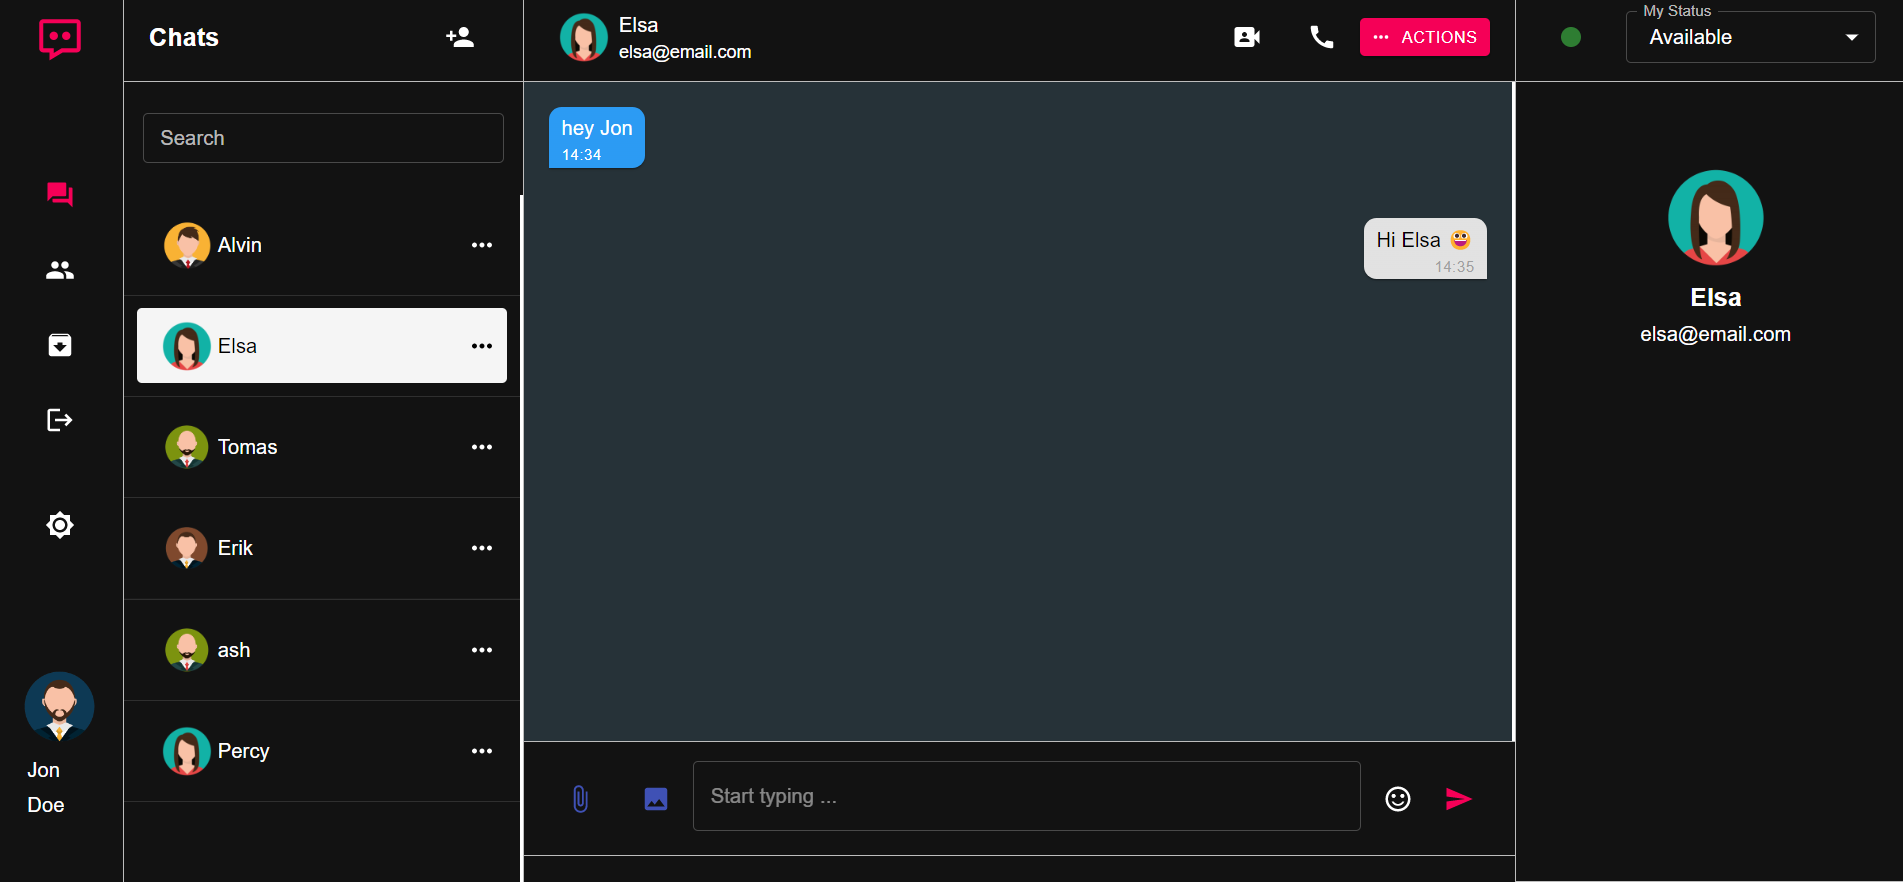 Chats
Search
Alvin
Elsa
Tomas
Erik
ash
Percy
Jon
Doe
Elsa
elsa@email.com
ACTIONS
hey Jon
14:34
Hi Elsa 😀
14:35
Start typing ...
My Status
Available
Elsa
elsa@email.com